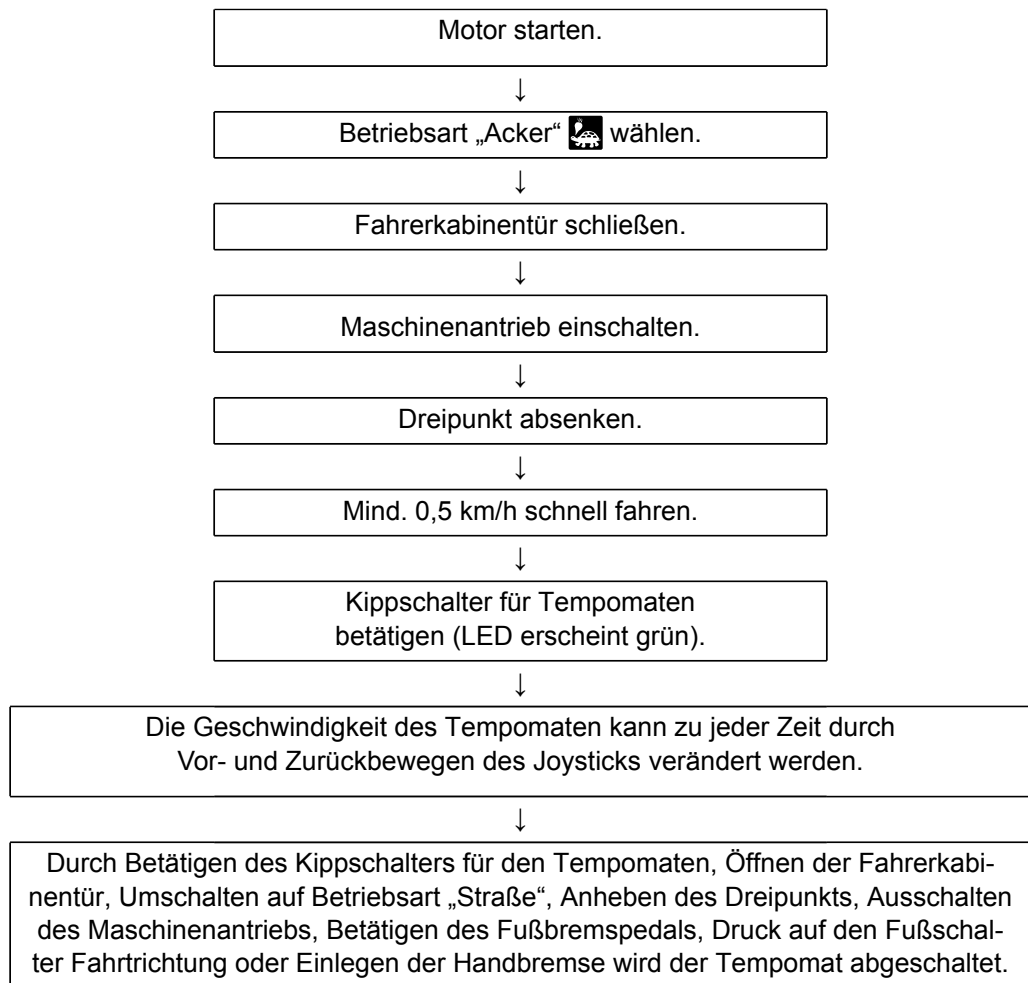 Motor starten.
↓
Betriebsart „Acker“ wählen.
↓
Fahrerkabinentür schließen.
↓
Maschinenantrieb einschalten.
↓
Dreipunkt absenken.
↓
Mind. 0,5 km/h schnell fahren.
↓
Kippschalter für Tempomaten
betätigen (LED erscheint grün).
↓
Die Geschwindigkeit des Tempomaten kann zu jeder Zeit durch
Vor- und Zurückbewegen des Joysticks verändert werden.
↓
Durch Betätigen des Kippschalters für den Tempomaten, Öffnen der Fahrerkabi-
nentür, Umschalten auf Betriebsart „Straße“, Anheben des Dreipunkts, Ausschalten
des Maschinenantriebs, Betätigen des Fußbremspedals, Druck auf den Fußschal-
ter Fahrtrichtung oder Einlegen der Handbremse wird der Tempomat abgeschaltet.